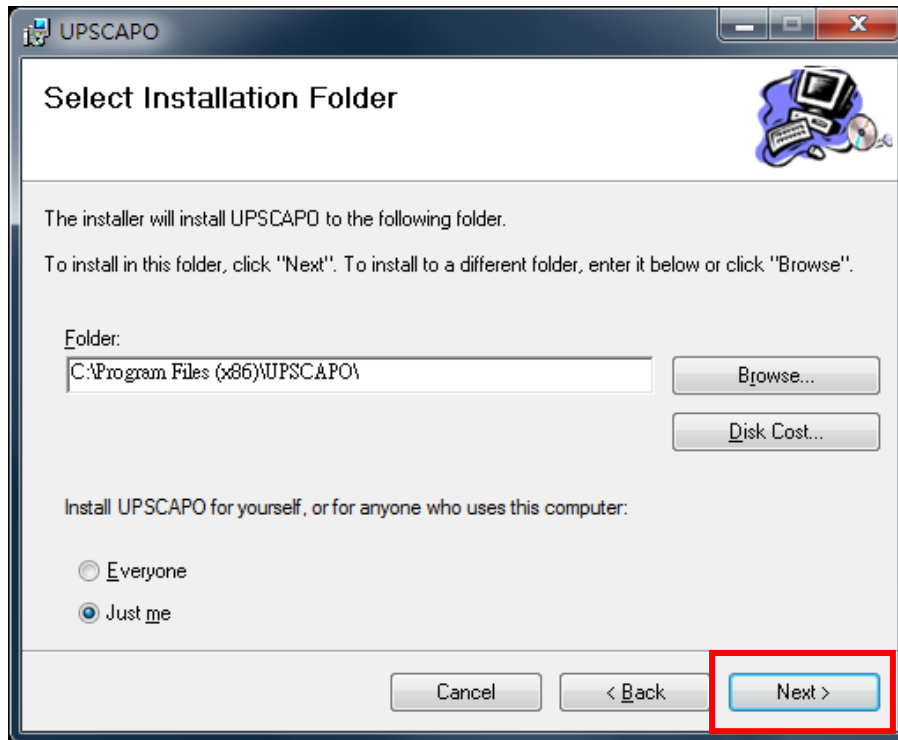 UPSCAPO
Select Installation Folder
The installer will install UPSCAPO to the following folder.
To install in this folder, click "Next". To install to a different folder, enter it below or click "Browse".
Folder:
C:\Program Files (x86)\UPSCAPO\
Browse...
Disk Cost...
Install UPSCAPO for yourself, or for anyone who uses this computer:
Everyone
Just me
Cancel
< Back
Next >